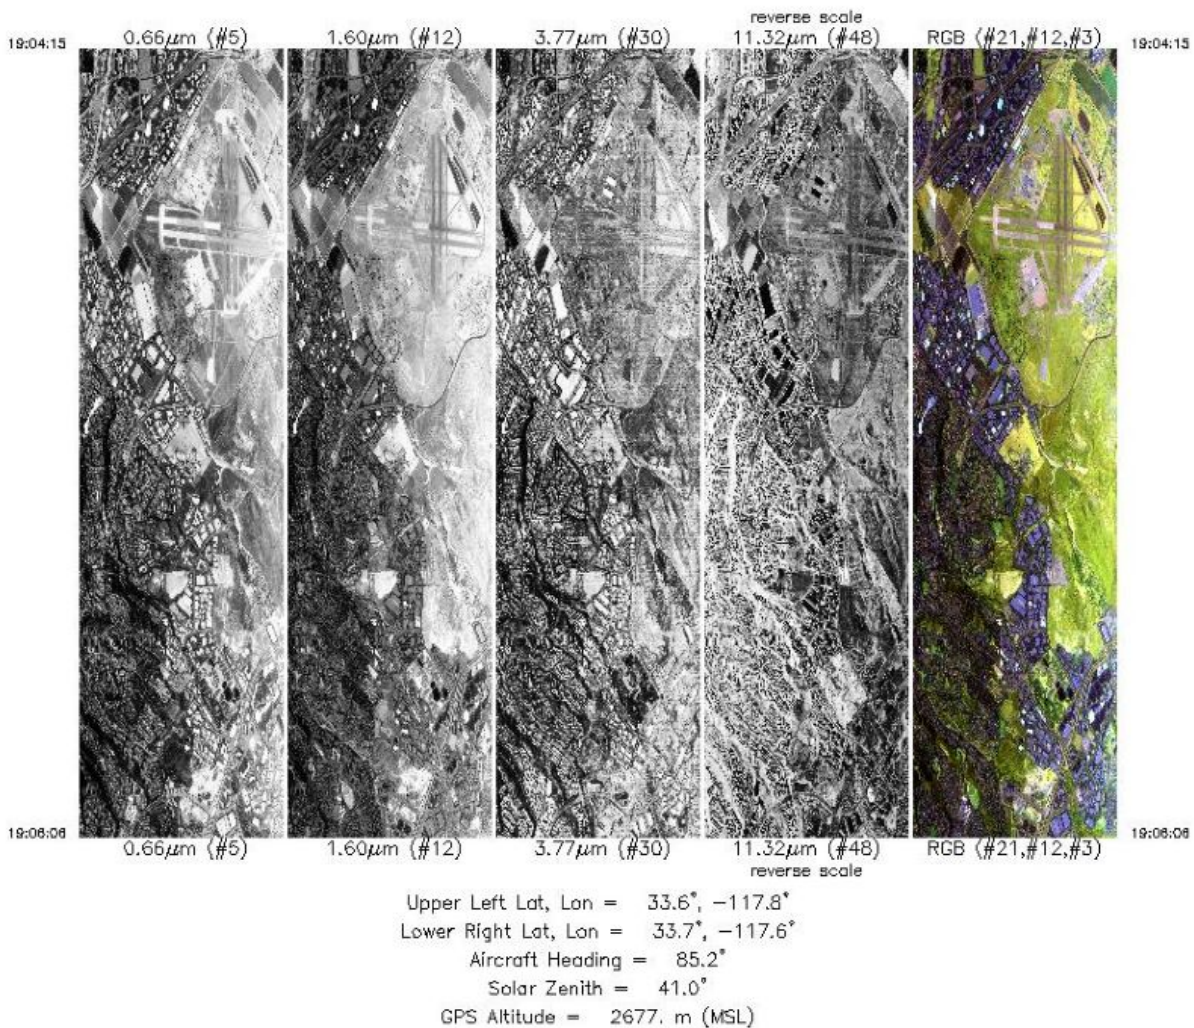 reverse scale
0.66μm (#5) 1.60μm (#12) 3.77μm (#30) 11.32μm (#48) RGB (#21,#12,#3)
19:04:15 19:04:15
19:06:06 19:06:06
0.66μm (#5) 1.60μm (#12) 3.77μm (#30) 11.32μm (#48) RGB (#21,#12,#3)
reverse scale
Upper Left Lat, Lon = 33.6°, -117.8°
Lower Right Lat, Lon = 33.7°, -117.6°
Aircraft Heading = 85.2°
Solar Zenith = 41.0°
GPS Altitude = 2677. m (MSL)